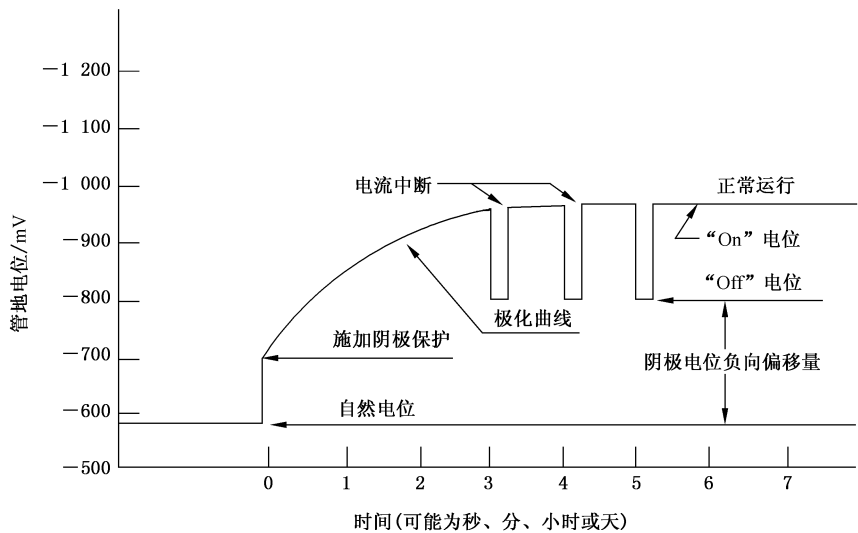 －1 200
－1 100
－1 000
－900
－800
－700
－600
－500
管地电位/mV
电流中断
正常运行
“On”电位
“Off”电位
极化曲线
施加阴极保护
阴极电位负向偏移量
自然电位
0 1 2 3 4 5 6 7
时间(可能为秒、分、小时或天)